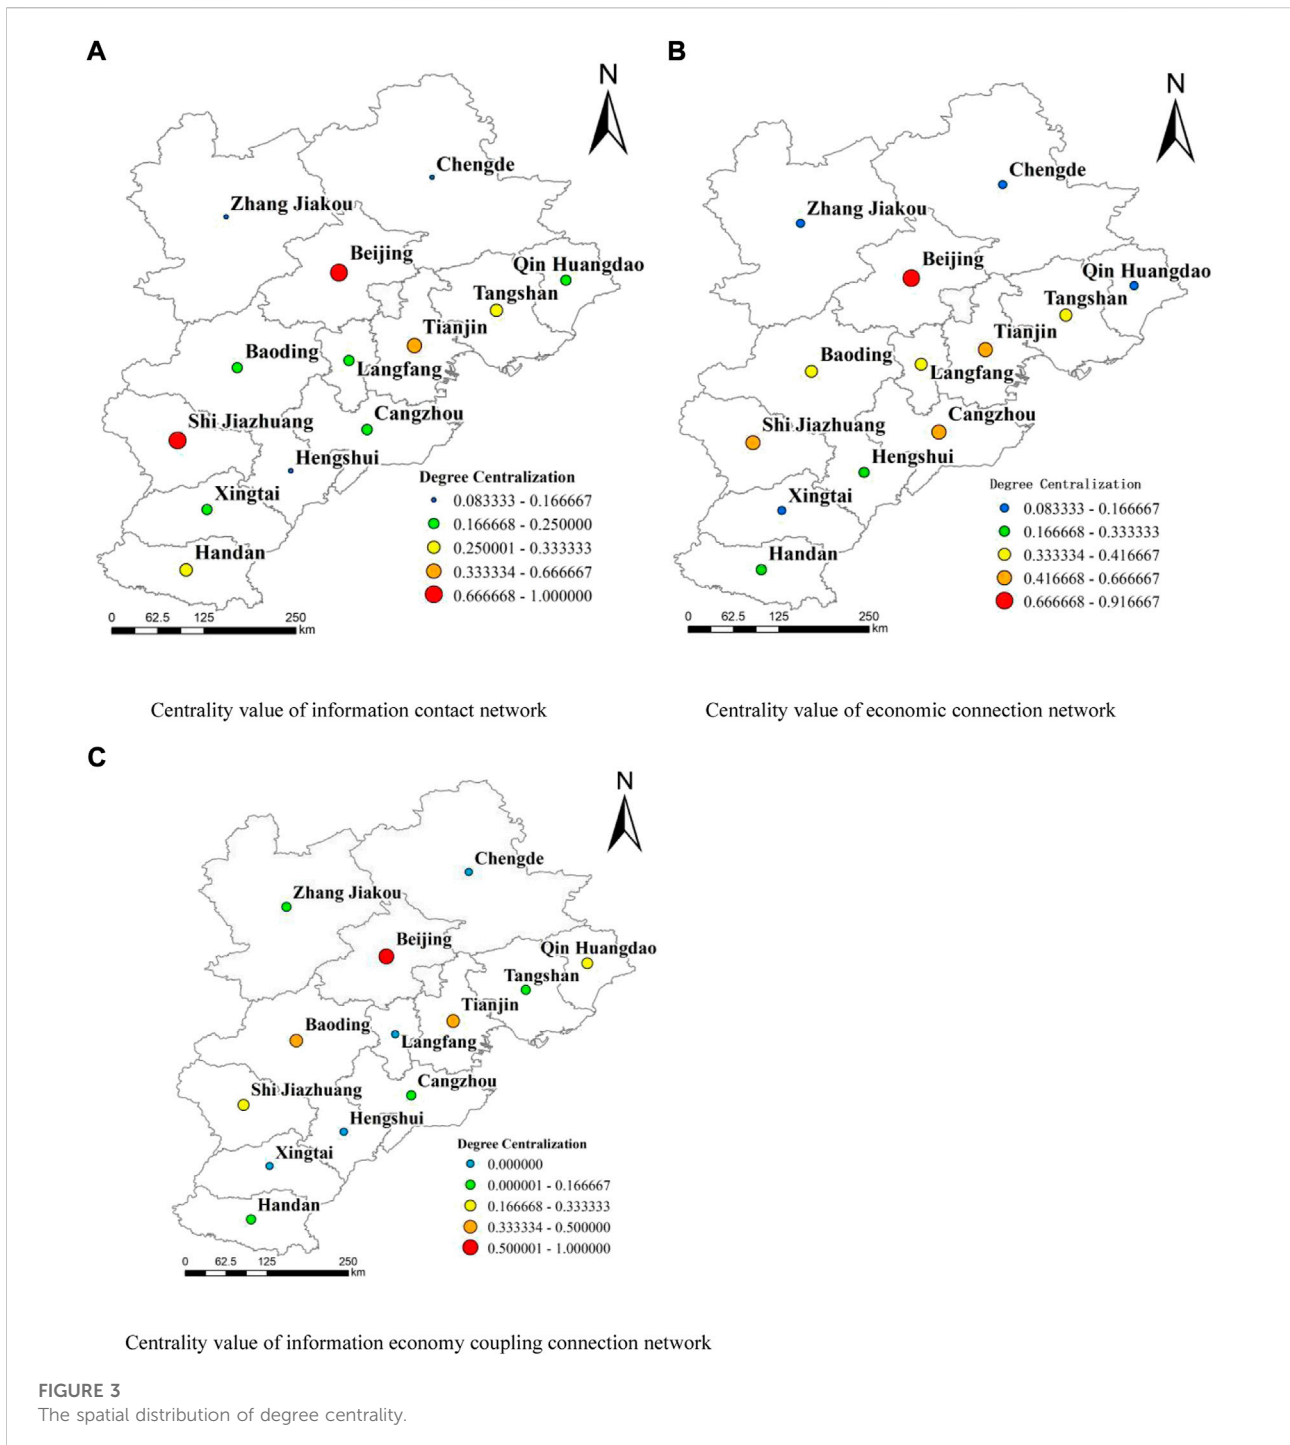 A
N
Chengde
Zhang Jiakou
Beijing
Qin Huangdao
Tangshan
Tianjin
Baoding
Langfang
Cangzhou
Shi Jiazhuang
Hengshui
Xingtai
Handan
Degree Centralization
0.083333 - 0.166667
0.166668 - 0.250000
0.250001 - 0.333333
0.333334 - 0.666667
0.666668 - 1.000000
0 62.5 125 250
km
Centrality value of information contact network
B
N
Chengde
Zhang Jiakou
Beijing
Qin Huangdao
Tangshan
Tianjin
Baoding
Langfang
Cangzhou
Shi Jiazhuang
Hengshui
Xingtai
Handan
Degree Centralization
0.083333 - 0.166667
0.166668 - 0.333333
0.333334 - 0.416667
0.416668 - 0.666667
0.666668 - 0.916667
0 62.5 125 250
km
Centrality value of economic connection network
C
N
Chengde
Zhang Jiakou
Beijing
Qin Huangdao
Tangshan
Tianjin
Baoding
Langfang
Cangzhou
Shi Jiazhuang
Hengshui
Xingtai
Handan
Degree Centralization
0.000000
0.000001 - 0.166667
0.166668 - 0.333333
0.333334 - 0.500000
0.500001 - 1.000000
0 62.5 125 250
km
Centrality value of information economy coupling connection network
FIGURE 3
The spatial distribution of degree centrality.